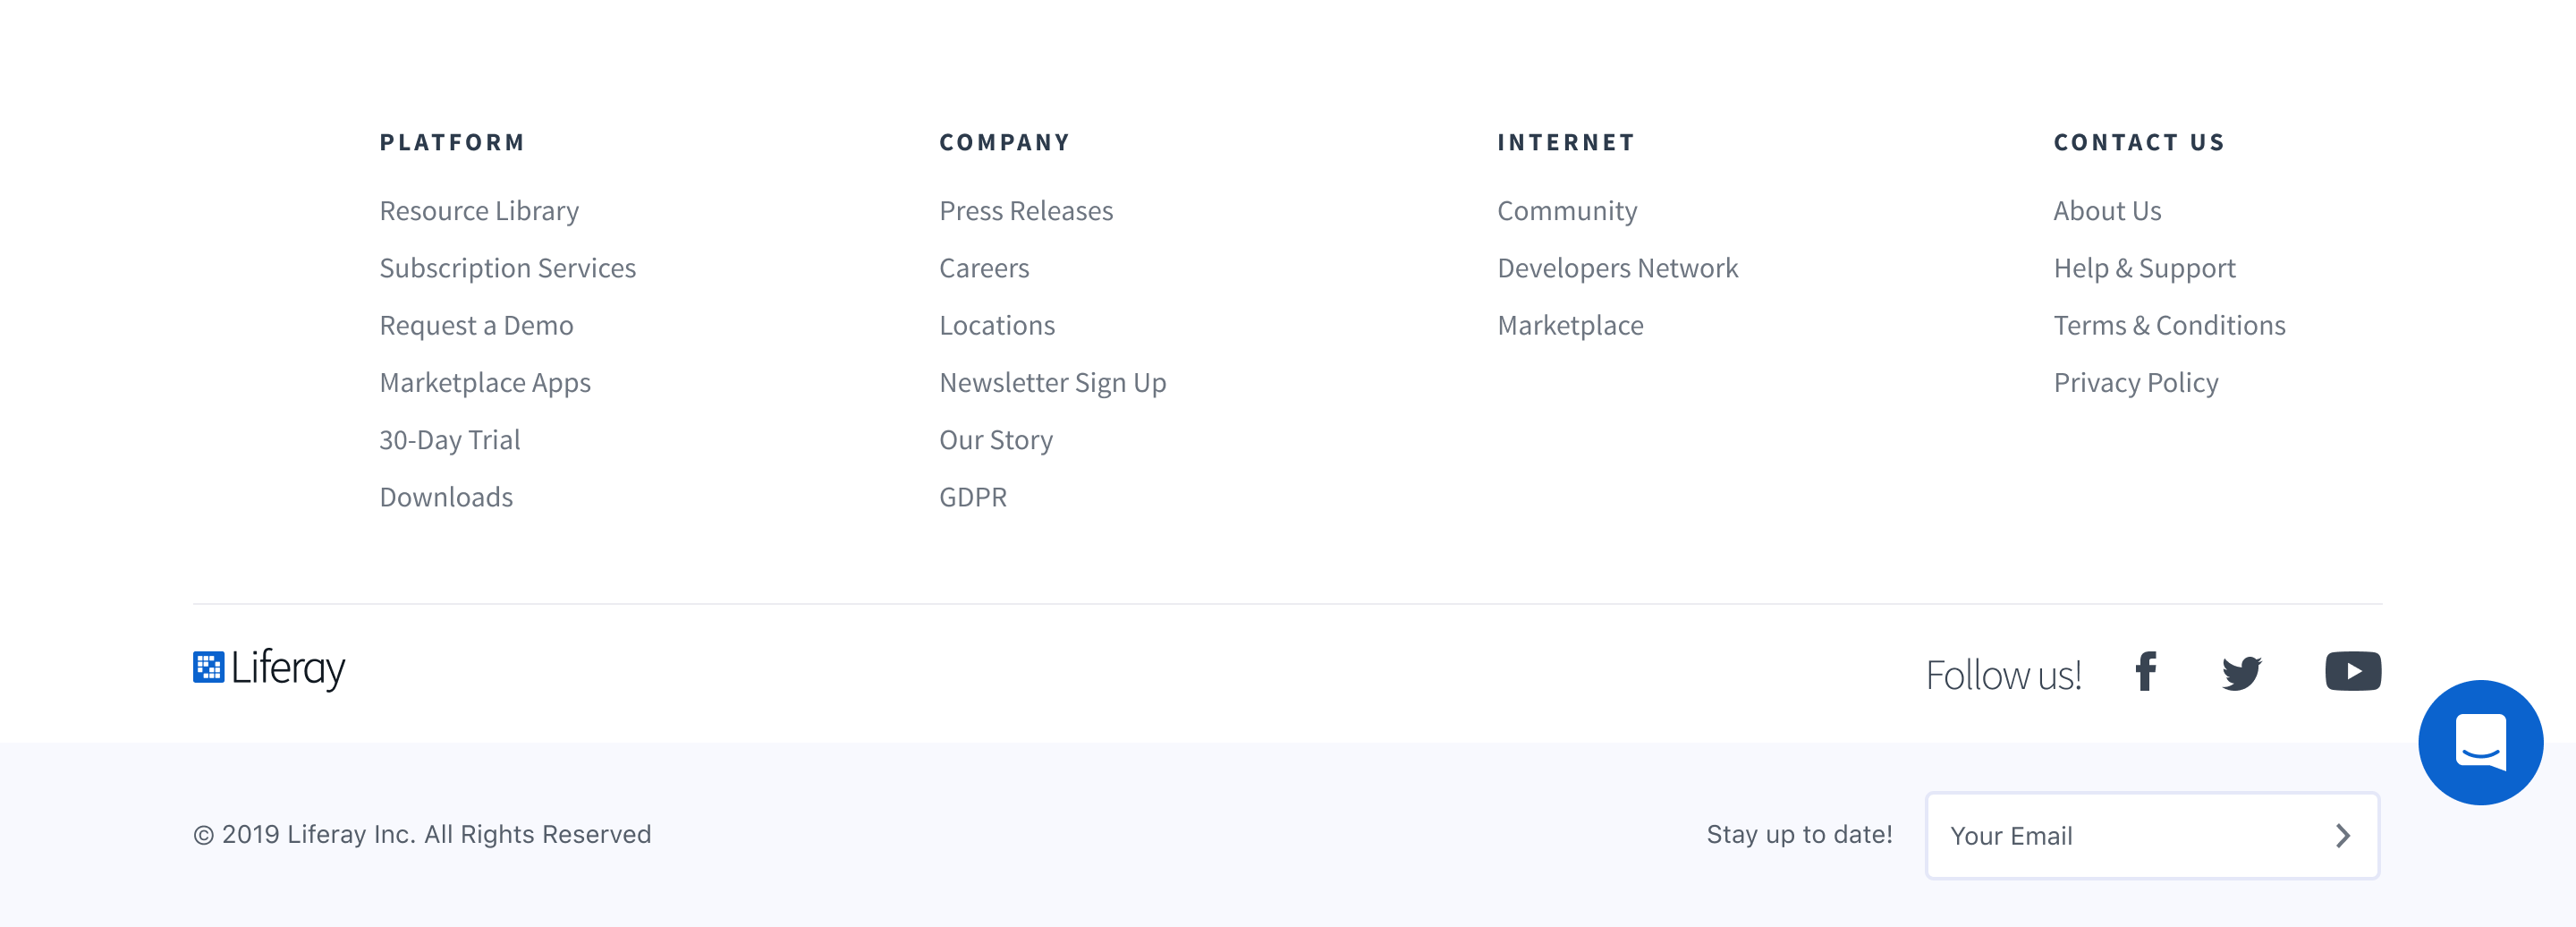 PLATFORM
Resource Library
Subscription Services
Request a Demo
Marketplace Apps
30-Day Trial
Downloads
COMPANY
Press Releases
Careers
Locations
Newsletter Sign Up
Our Story
GDPR
INTERNET
Community
Developers Network
Marketplace
CONTACT US
About Us
Help & Support
Terms & Conditions
Privacy Policy
Liferay
Follow us!
© 2019 Liferay Inc. All Rights Reserved
Stay up to date!
Your Email